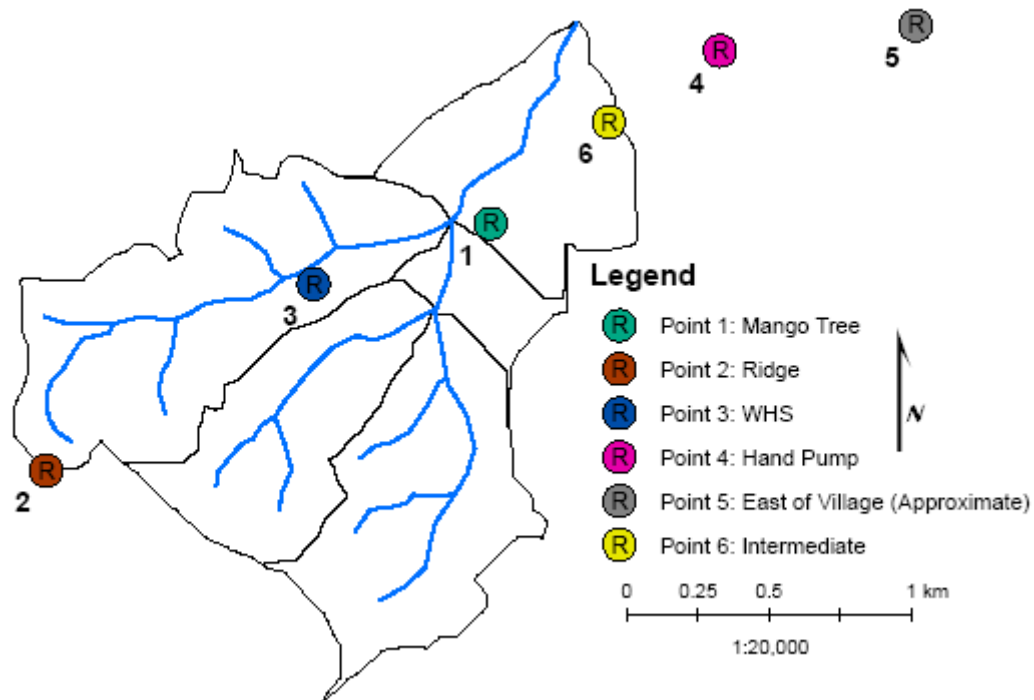 R
5
R
4
R
6
R
1
R
3
R
2
Legend
R Point 1: Mango Tree
R Point 2: Ridge
R Point 3: WHS
R Point 4: Hand Pump
R Point 5: East of Village (Approximate)
R Point 6: Intermediate
N
0 0.25 0.5 1 km
1:20,000